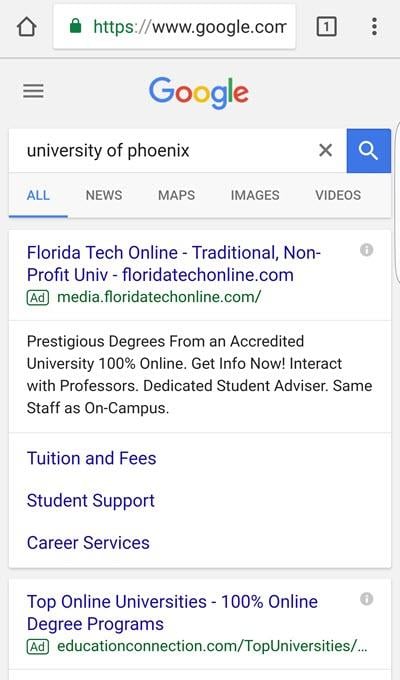 https://www.google.com
1
Google
university of phoenix
ALL NEWS MAPS IMAGES VIDEOS
Florida Tech Online - Traditional, Non-
Profit Univ - floridatechonline.com
Ad media.floridatechonline.com/
Prestigious Degrees From an Accredited
University 100% Online. Get Info Now! Interact
with Professors. Dedicated Student Adviser. Same
Staff as On-Campus.
Tuition and Fees
Student Support
Career Services
Top Online Universities - 100% Online
Degree Programs
Ad educationconnection.com/TopUniversities/...